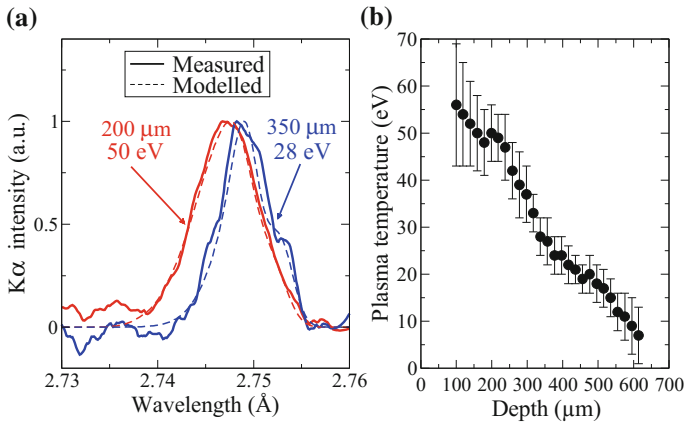 (a)
Kα intensity (a.u.)
1
0.5
0
Measured
Modelled
200 μm
50 eV
350 μm
28 eV
2.73 2.74 2.75 2.76
Wavelength (Å)
(b)
Plasma temperature (eV)
70
60
50
40
30
20
10
0
0 100 200 300 400 500 600 700
Depth (μm)